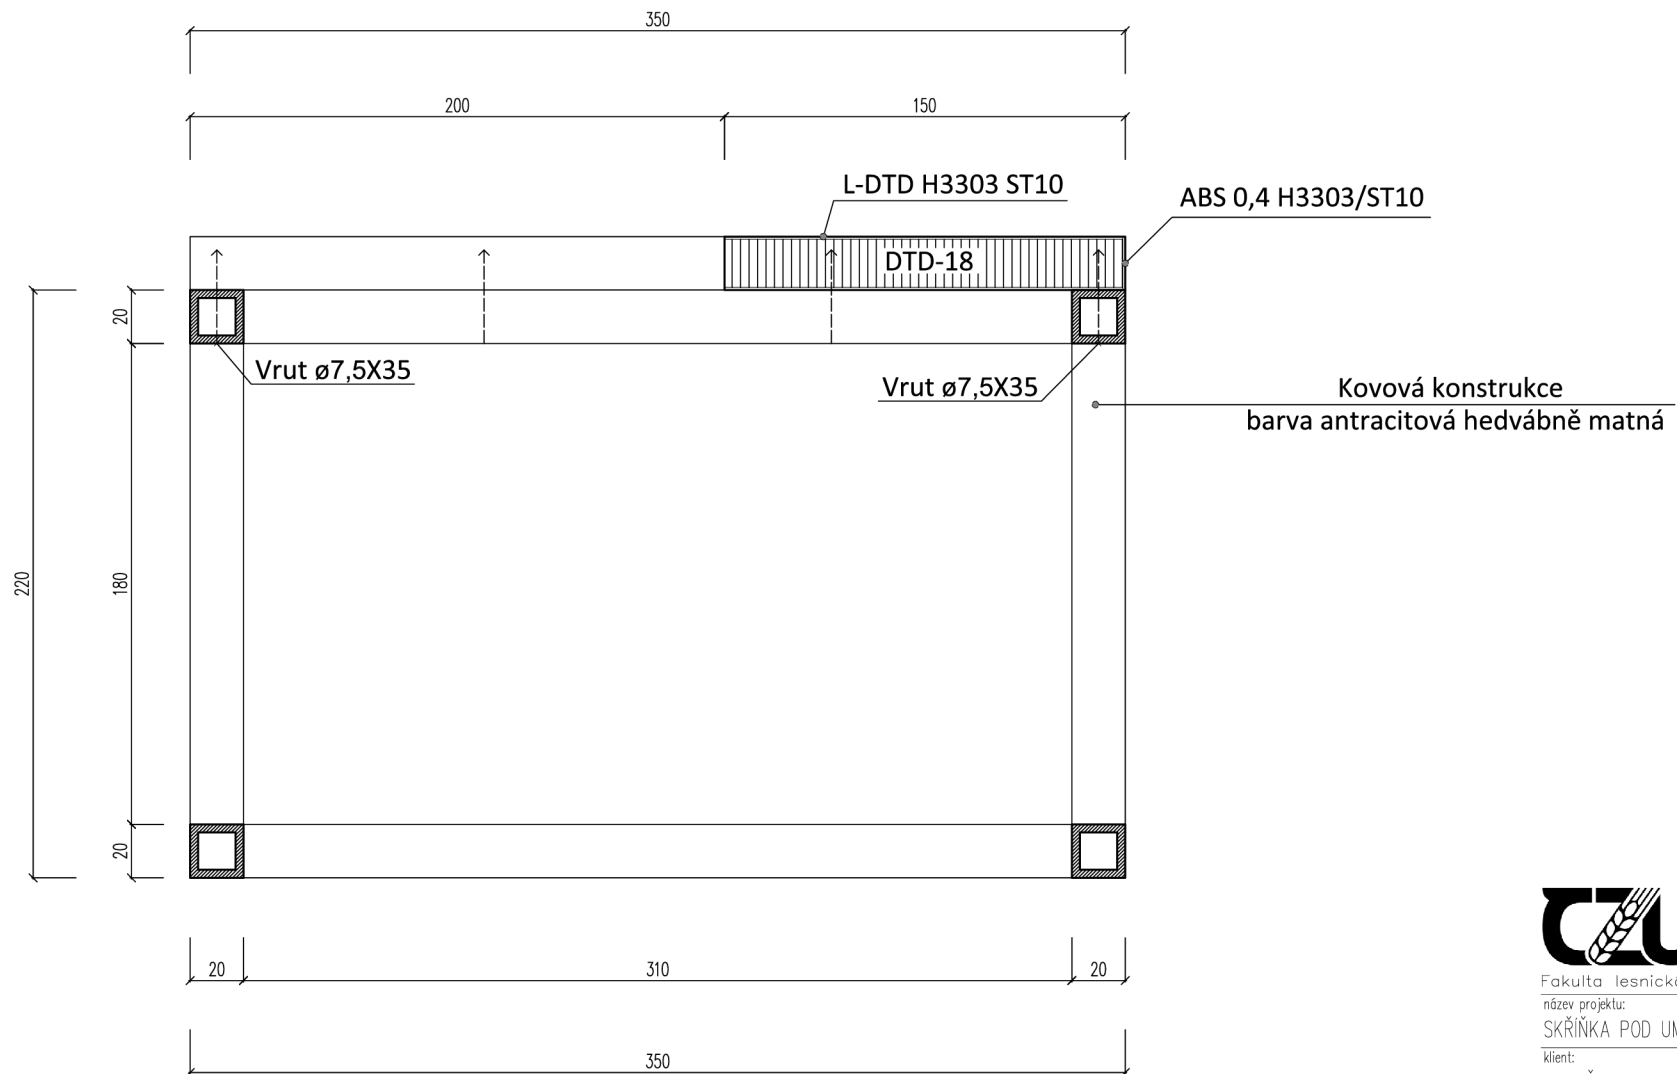 350
200
150
L-DTD H3303 ST10
ABS 0,4 H3303/ST10
DTD-18
20
Vrut ø7,5X35
Vrut ø7,5X35
Kovová konstrukce
barva antracitová hedvábně matná
220
180
20
20
310
20
350
Fakulta lesnick
název projektu:
SKŘÍŇKA POD
klient: